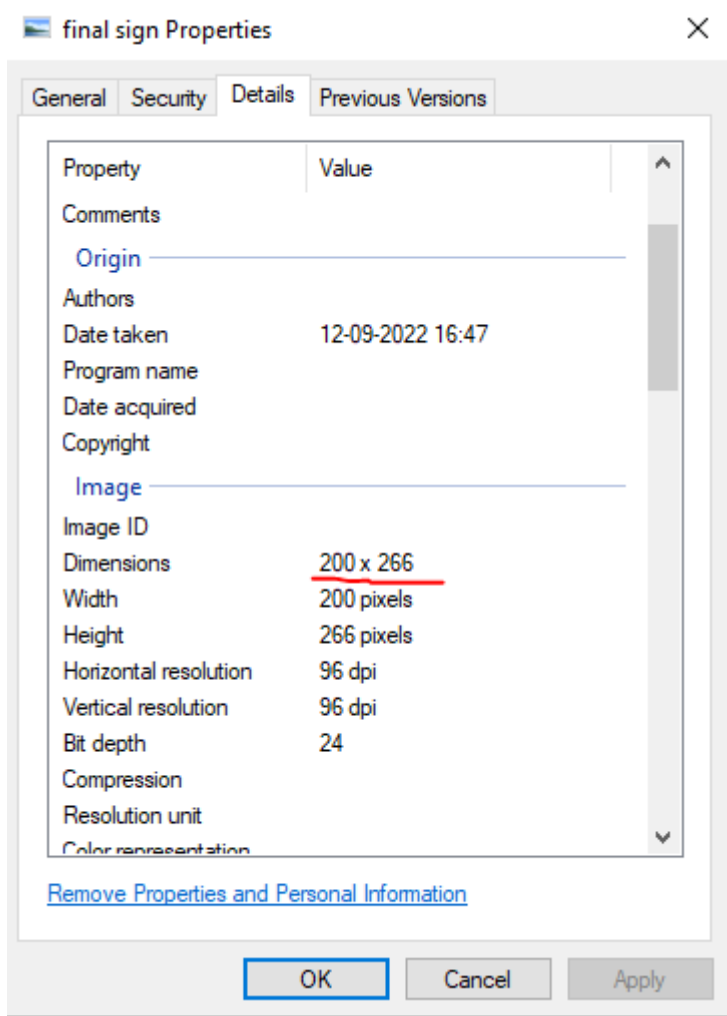 final sign Properties
General Security Details Previous Versions
Property Value
Comments
Origin
Authors
Date taken 12-09-2022 16:47
Program name
Date acquired
Copyright
Image
Image ID
Dimensions 200 x 266
Width 200 pixels
Height 266 pixels
Horizontal resolution 96 dpi
Vertical resolution 96 dpi
Bit depth 24
Compression
Resolution unit
Color representation
Remove Properties and Personal Information
OK Cancel Apply